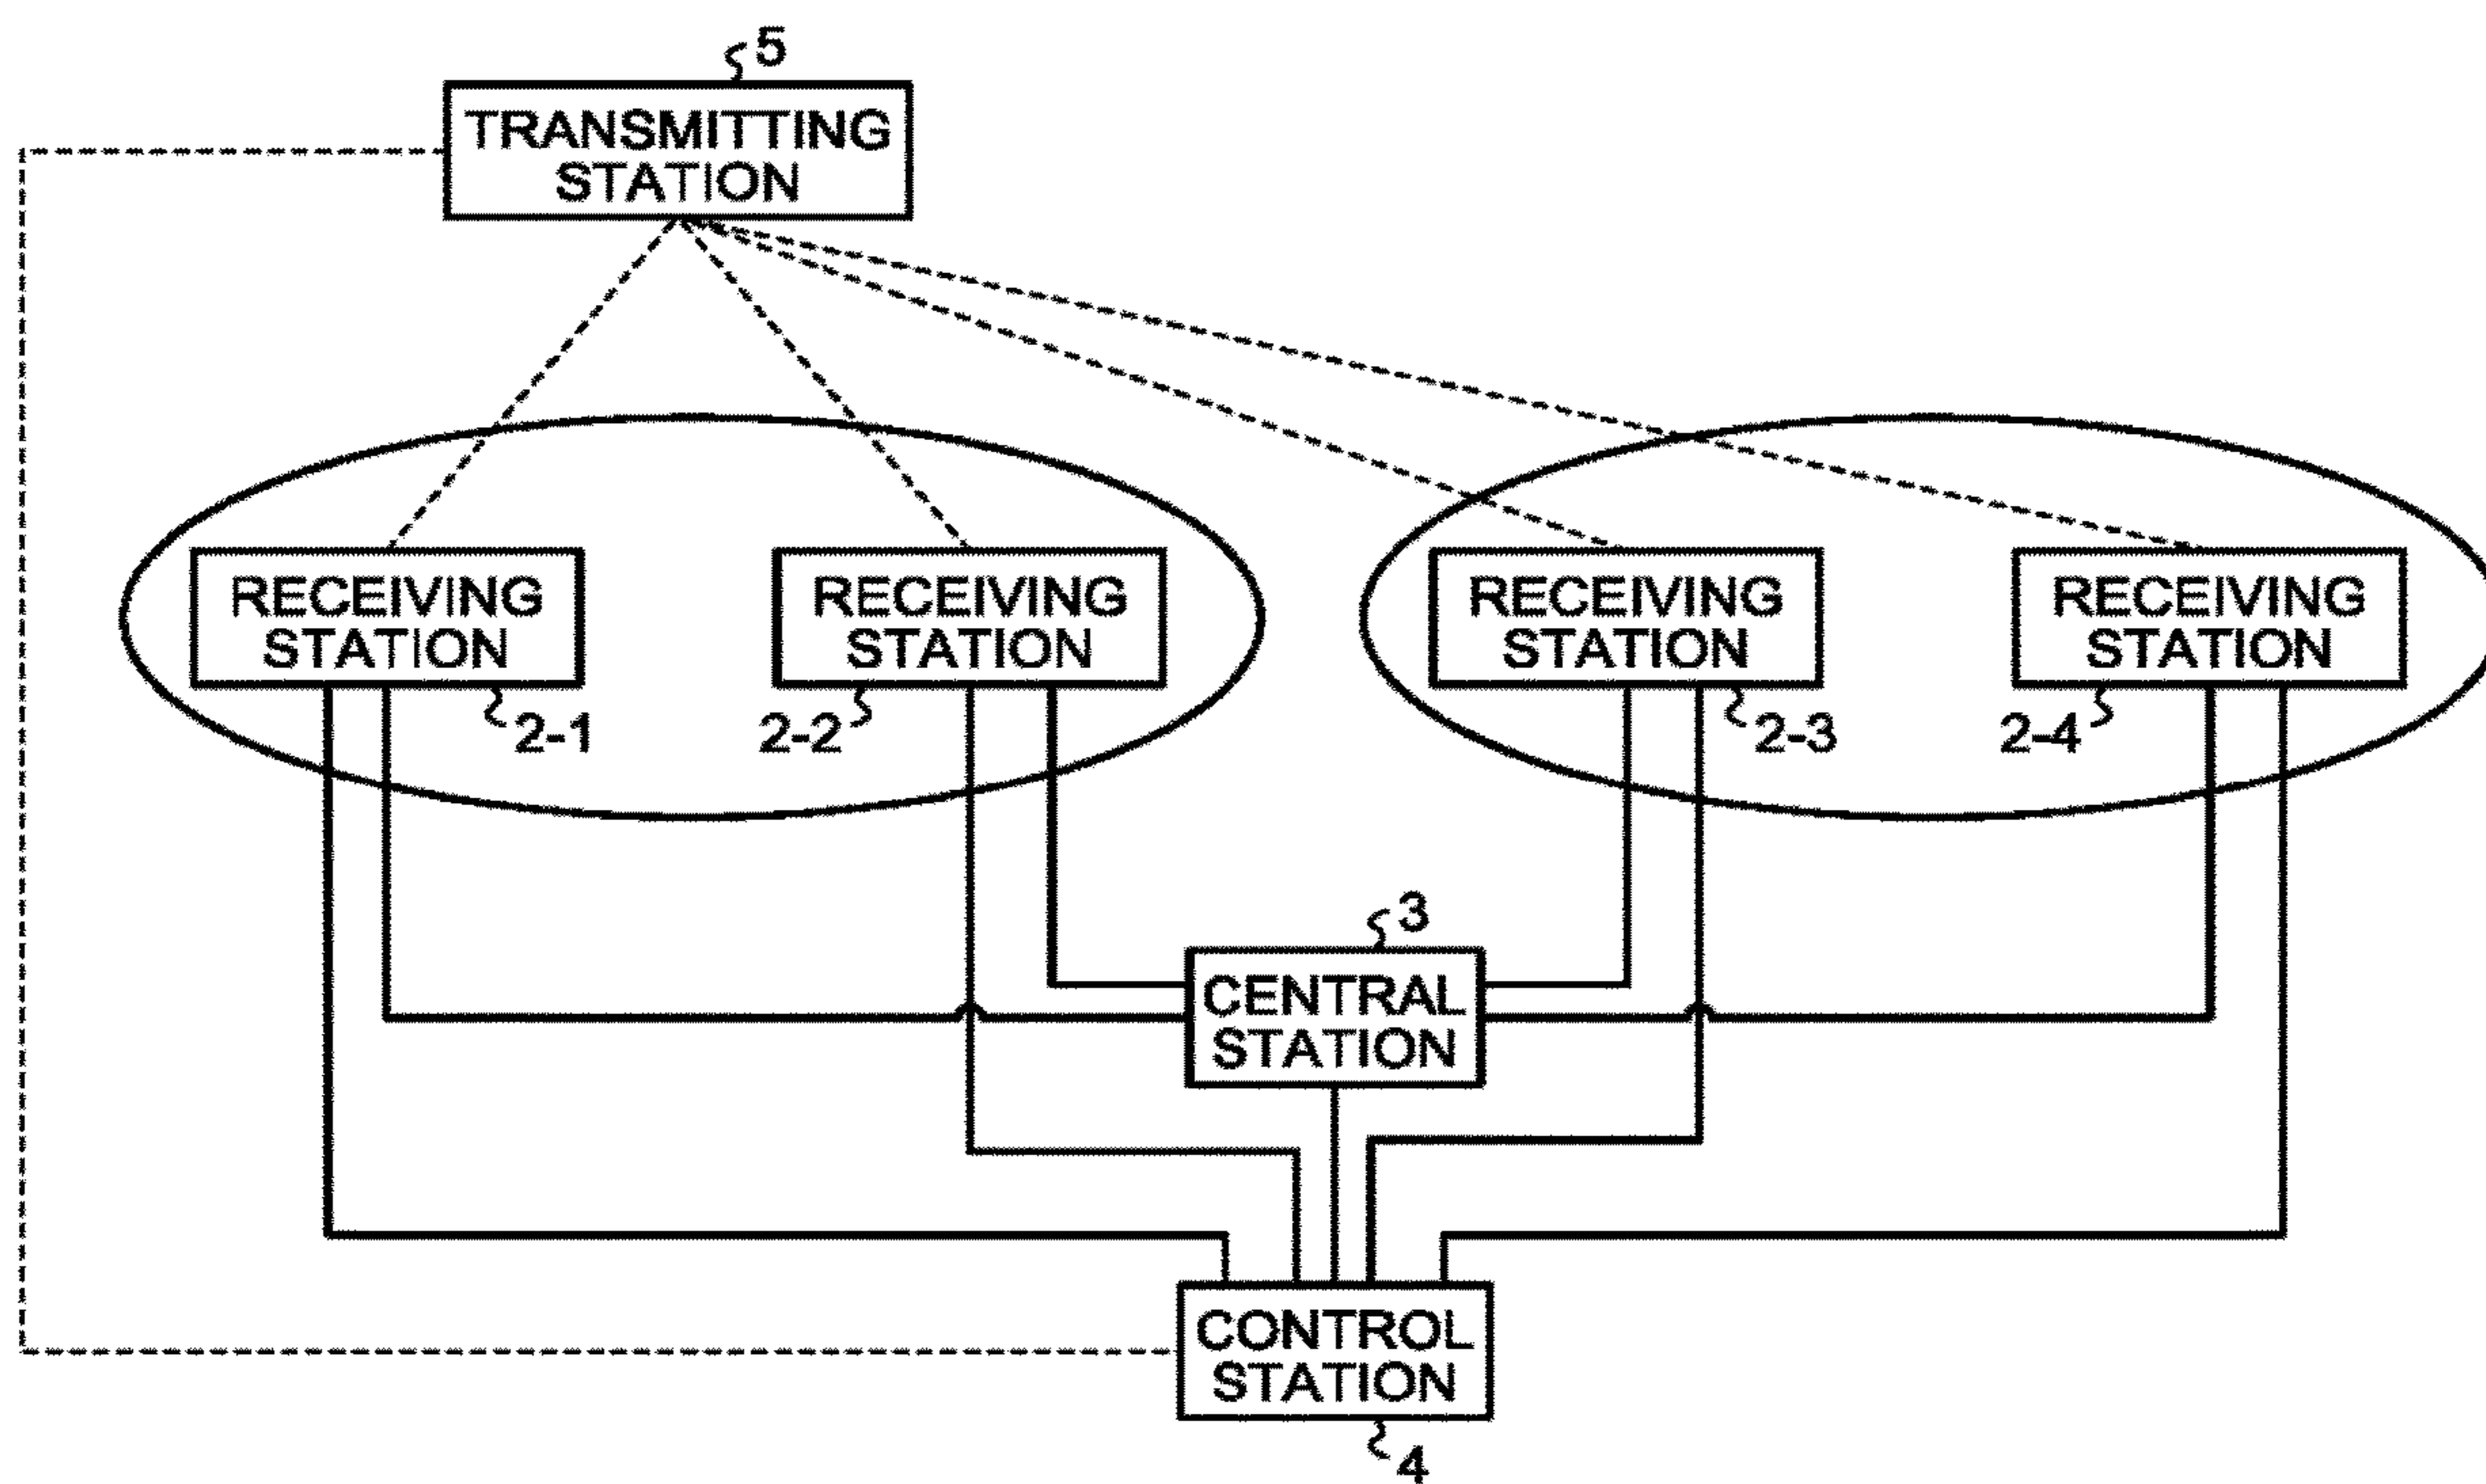 5
TRANSMITTING
STATION
RECEIVING
STATION
2-1
RECEIVING
STATION
2-2
RECEIVING
STATION
2-3
RECEIVING
STATION
2-4
3
CENTRAL
STATION
CONTROL
STATION
4